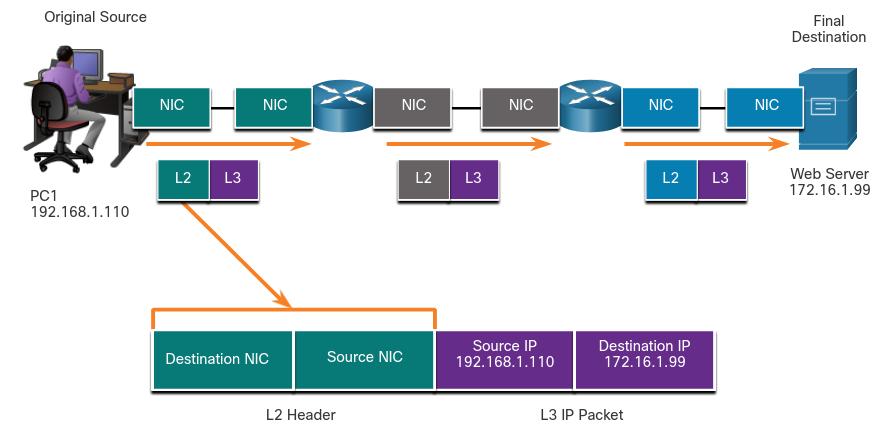 Original Source
Final
Destination
NIC
NIC
NIC
NIC
NIC
NIC
L2
L3
L2
L3
L2
L3
PC1
192.168.1.110
Web Server
172.16.1.99
Destination NIC
Source NIC
Source IP
192.168.1.110
Destination IP
172.16.1.99
L2 Header
L3 IP Packet